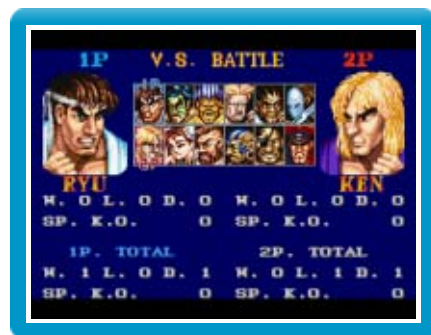 1P V.S. BATTLE 2P
RYU KEN
W. 0 L. 0 D. 0 W. 0 L. 0 D. 0
SP. K.O. 0 SP. K.O. 0
1P. TOTAL 2P. TOTAL
W. 1 L. 0 D. 1 W. 0 L. 1 D. 1
SP. K.O. 0 SP. K.O. 0